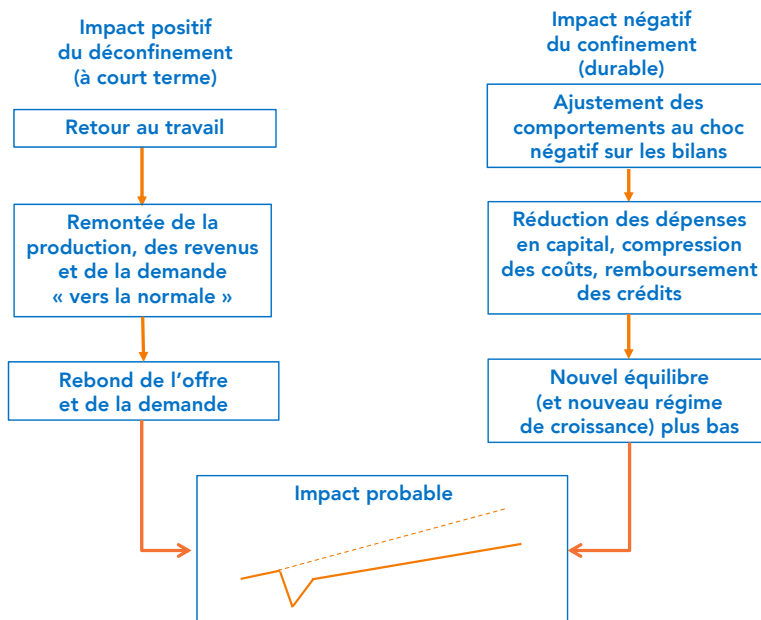 Impact positif
du déconfinement
(à court terme)
Retour au travail
Remontée de la
production, des revenus
et de la demande
« vers la normale »
Rebond de l’offre
et de la demande
Impact négatif
du confinement
(durable)
Ajustement des
comportements au choc
négatif sur les bilans
Réduction des dépenses
en capital, compression
des coûts, remboursement
des crédits
Nouvel équilibre
(et nouveau régime
de croissance) plus bas
Impact probable